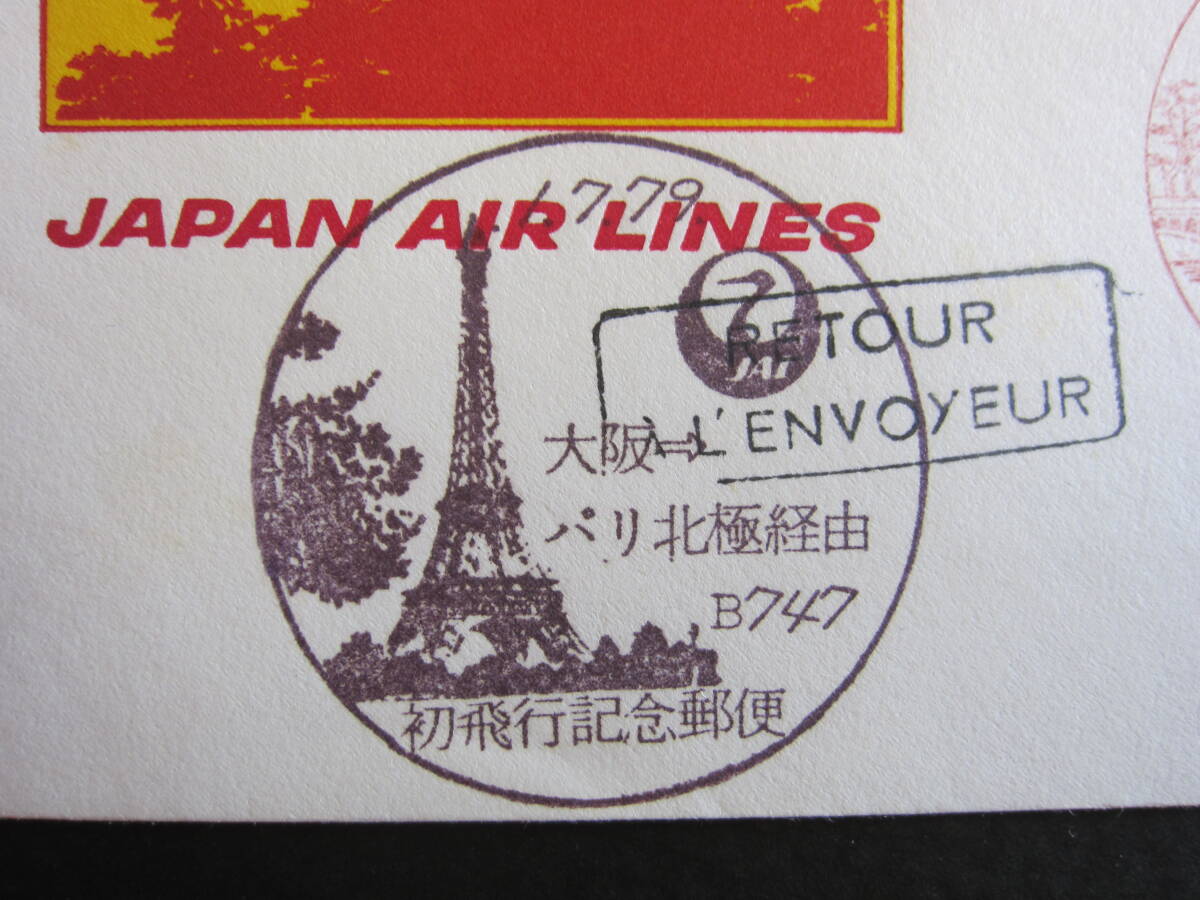 JAPAN AIR LINES
1.7.79.
JAL
RETOUR
À L'ENVOYEUR
大阪⇒
パリ北極経由
B747
初飛行記念郵便